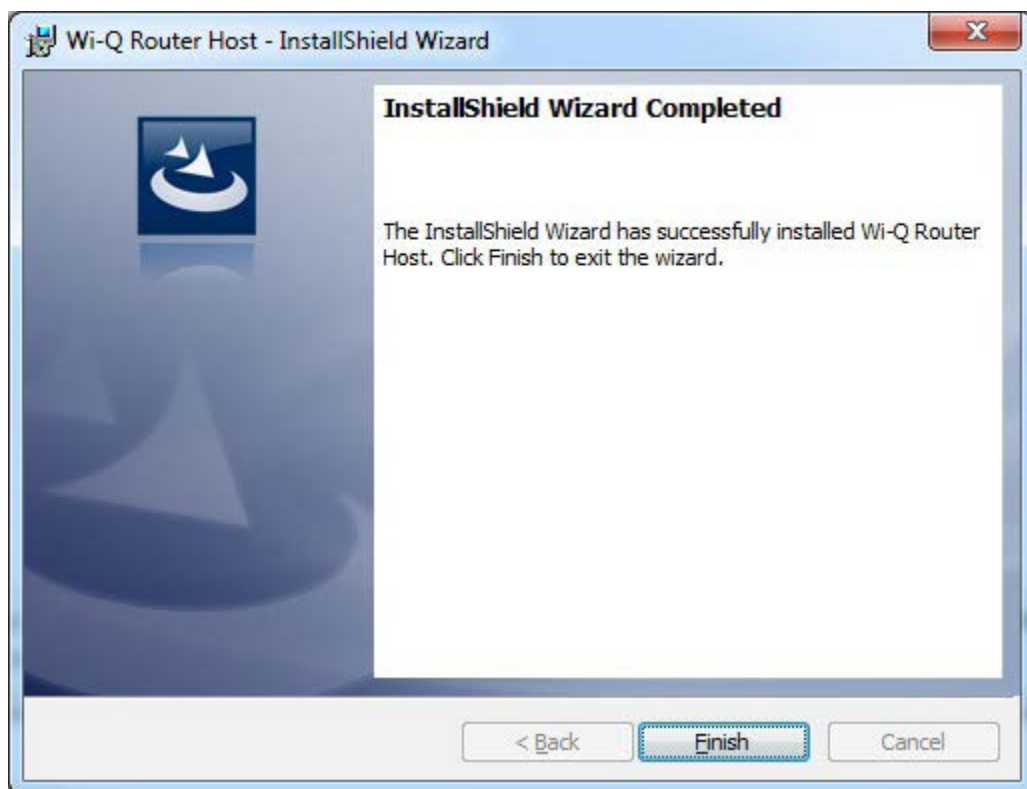 Wi-Q Router Host - InstallShield Wizard
InstallShield Wizard Completed
The InstallShield Wizard has successfully installed Wi-Q Router
Host. Click Finish to exit the wizard.
< Back
Finish
Cancel